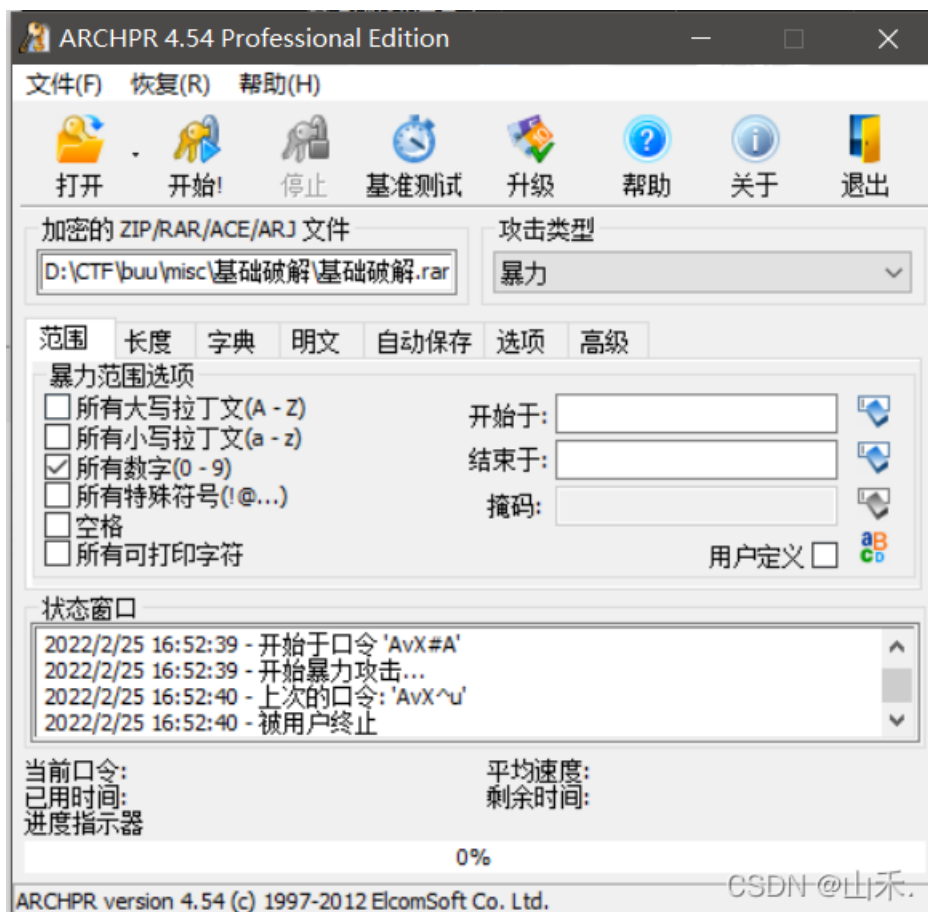 ARCHPR 4.54 Professional Edition
文件(F) 恢复(R) 帮助(H)
打开 开始! 停止 基准测试 升级 帮助 关于 退出
加密的 ZIP/RAR/ACE/ARJ 文件 攻击类型
D:\CTF\buu\misc\基础破解\基础破解.rar 暴力
范围 长度 字典 明文 自动保存 选项 高级
暴力范围选项
所有大写拉丁文(A - Z) 开始于:
所有小写拉丁文(a - z)
所有数字(0 - 9) 结束于:
所有特殊符号(!@...) 掩码:
空格
所有可打印字符 用户定义
状态窗口
2022/2/25 16:52:39 - 开始于口令 'AvX#A'
2022/2/25 16:52:39 - 开始暴力攻击...
2022/2/25 16:52:40 - 上次的口令: 'AvX^u'
2022/2/25 16:52:40 - 被用户终止
当前口令: 平均速度:
已用时间: 剩余时间:
进度指示器
0%
CSDN @山禾.
ARCHPR version 4.54 (c) 1997-2012 ElcomSoft Co. Ltd.